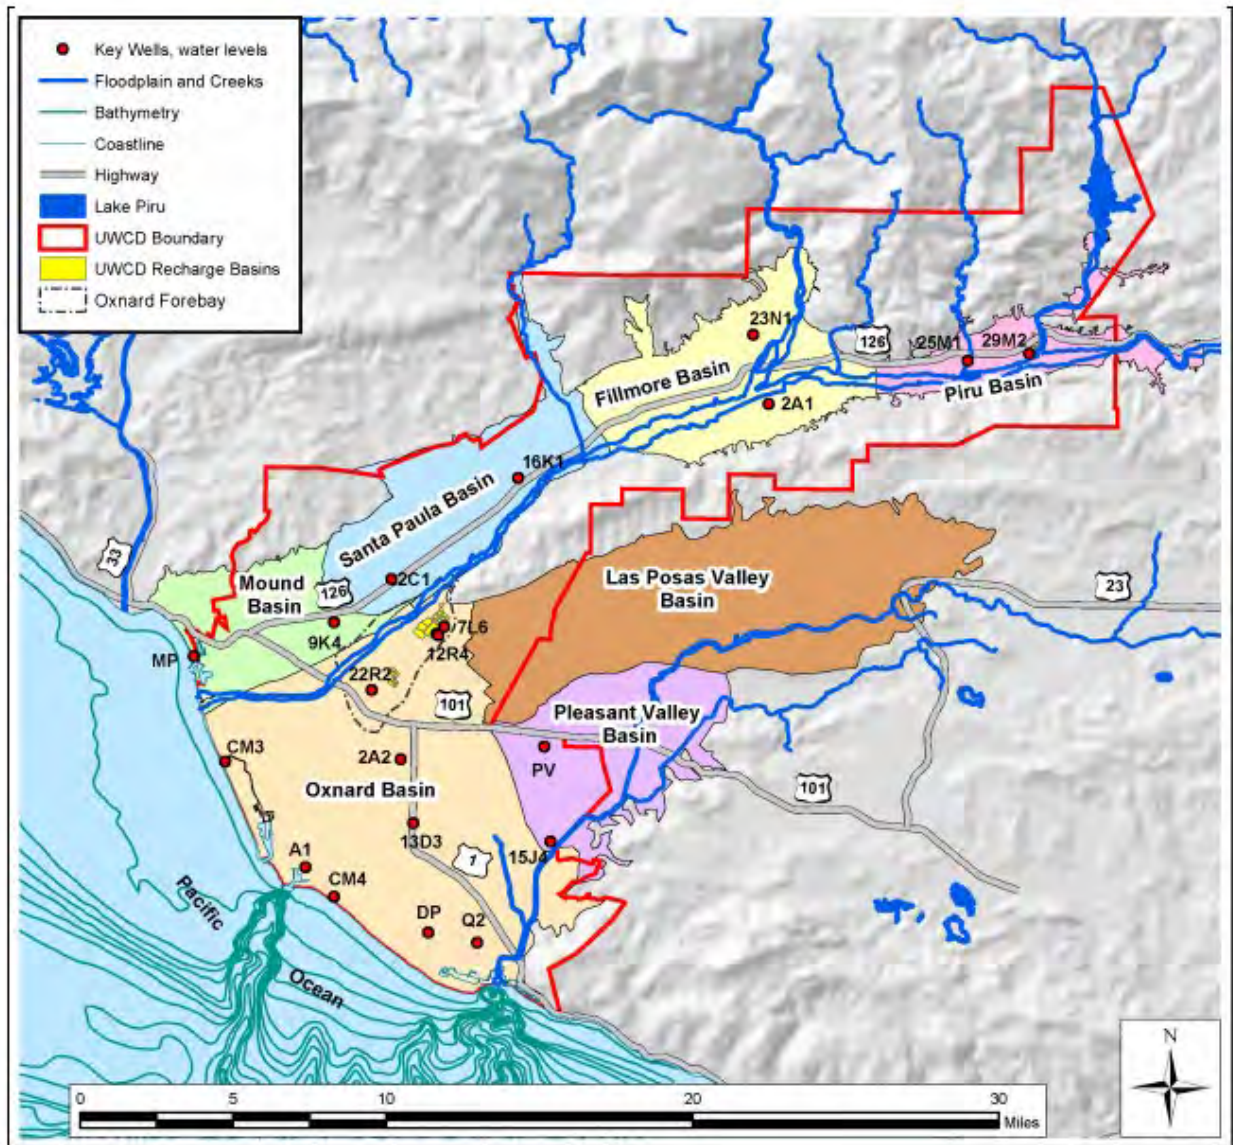 Key Wells, water levels
Floodplain and Creeks
Bathymetry
Coastline
Highway
Lake Piru
UWCD Boundary
UWCD Recharge Basins
Oxnard Forebay
23N1
126
25M1
29M2
Fillmore Basin
Piru Basin
2A1
16K1
Santa Paula Basin
33
Mound
Basin
126
2C1
Las Posas Valley
Basin
23
9K4
7L6
12R4
MP
22R2
101
Pleasant Valley
Basin
CM3
2A2
PV
Oxnard Basin
101
13D3
15J4
1
A1
CM4
Pacific
Ocean
DP
Q2
N
0
5
10
20
30
Miles